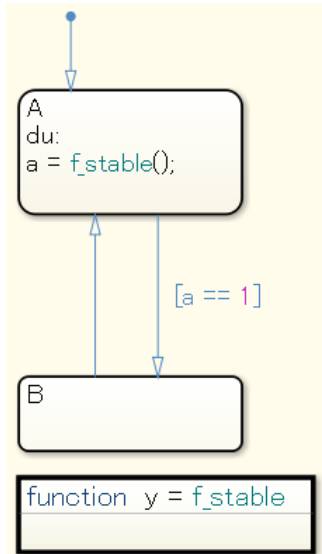 A
du:
a = f_stable();
[a == 1]
B
function y = f_stable